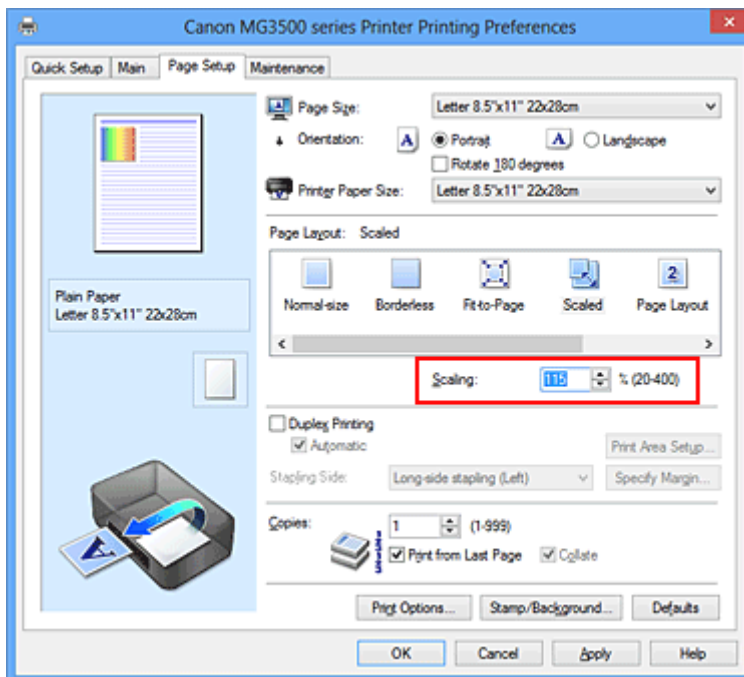 Canon MG3500 series Printer Printing Preferences
Quick Setup Main Page Setup Maintenance
Page Size: Letter 8.5"x11" 22x28cm
Orientation: A Portrait A Landscape
Rotate 180 degrees
Printer Paper Size: Letter 8.5"x11" 22x28cm
Page Layout: Scaled
Normal-size Borderless Fit-to-Page Scaled Page Layout
Plain Paper
Letter 8.5"x11" 22x28cm
Scaling: 115 % (20-400)
Duplex Printing
Automatic Print Area Setup...
Stapling Side: Long-side stapling (Left) Specify Margin...
Copies: 1 (1-999)
Print from Last Page Collate
Print Options... Stamp/Background... Defaults
OK Cancel Apply Help